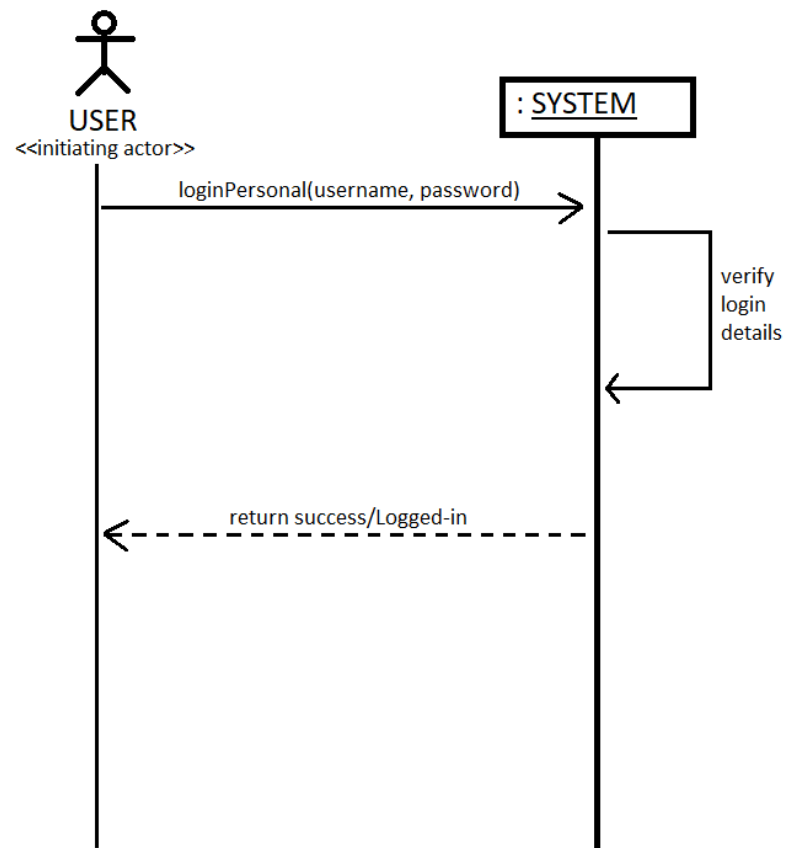 USER
<<initiating actor>>
: SYSTEM
loginPersonal(username, password)
verify
login
details
return success/Logged-in